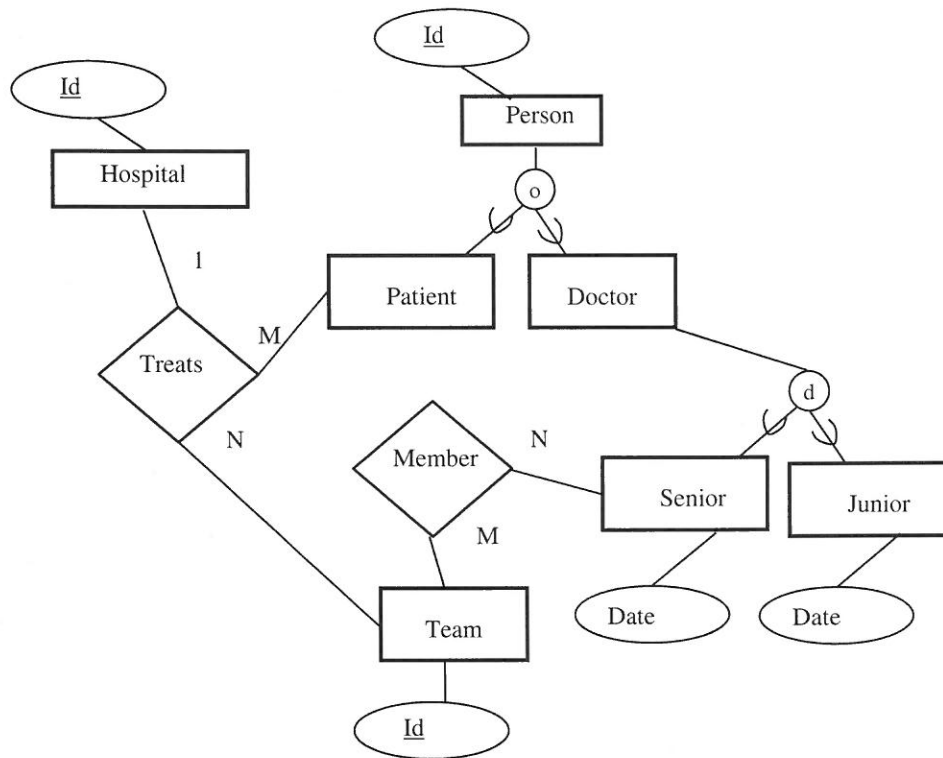 Id
Id
Person
Hospital
o
1
Patient
Doctor
M
Treats
d
N
Member
N
Senior
Junior
M
Date
Date
Team
Id